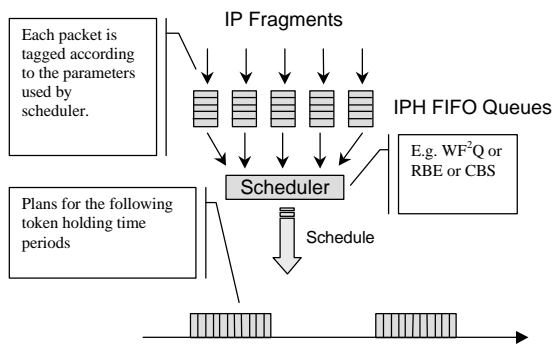 IP Fragments
Each packet is
tagged according
to the parameters
used by
scheduler.
IPH FIFO Queues
E.g. WF²Q or
RBE or CBS
Scheduler
Plans for the following
token holding time
periods
Schedule